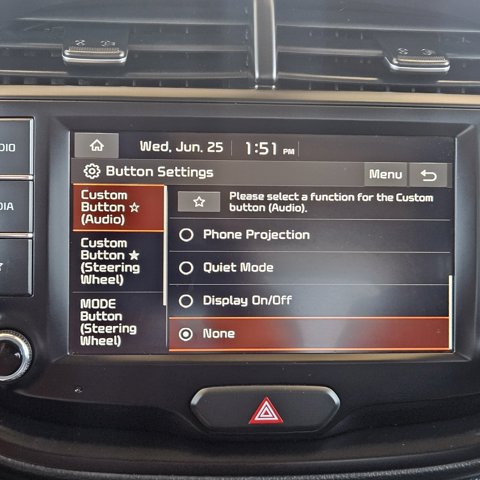 Wed, Jun. 25 1:51 PM
Button Settings Menu
Custom
Button ☆
(Audio)
Custom
Button ★
(Steering
Wheel)
MODE
Button
(Steering
Wheel)
☆ Please select a function for the Custom
button (Audio).
Phone Projection
Quiet Mode
Display On/Off
None